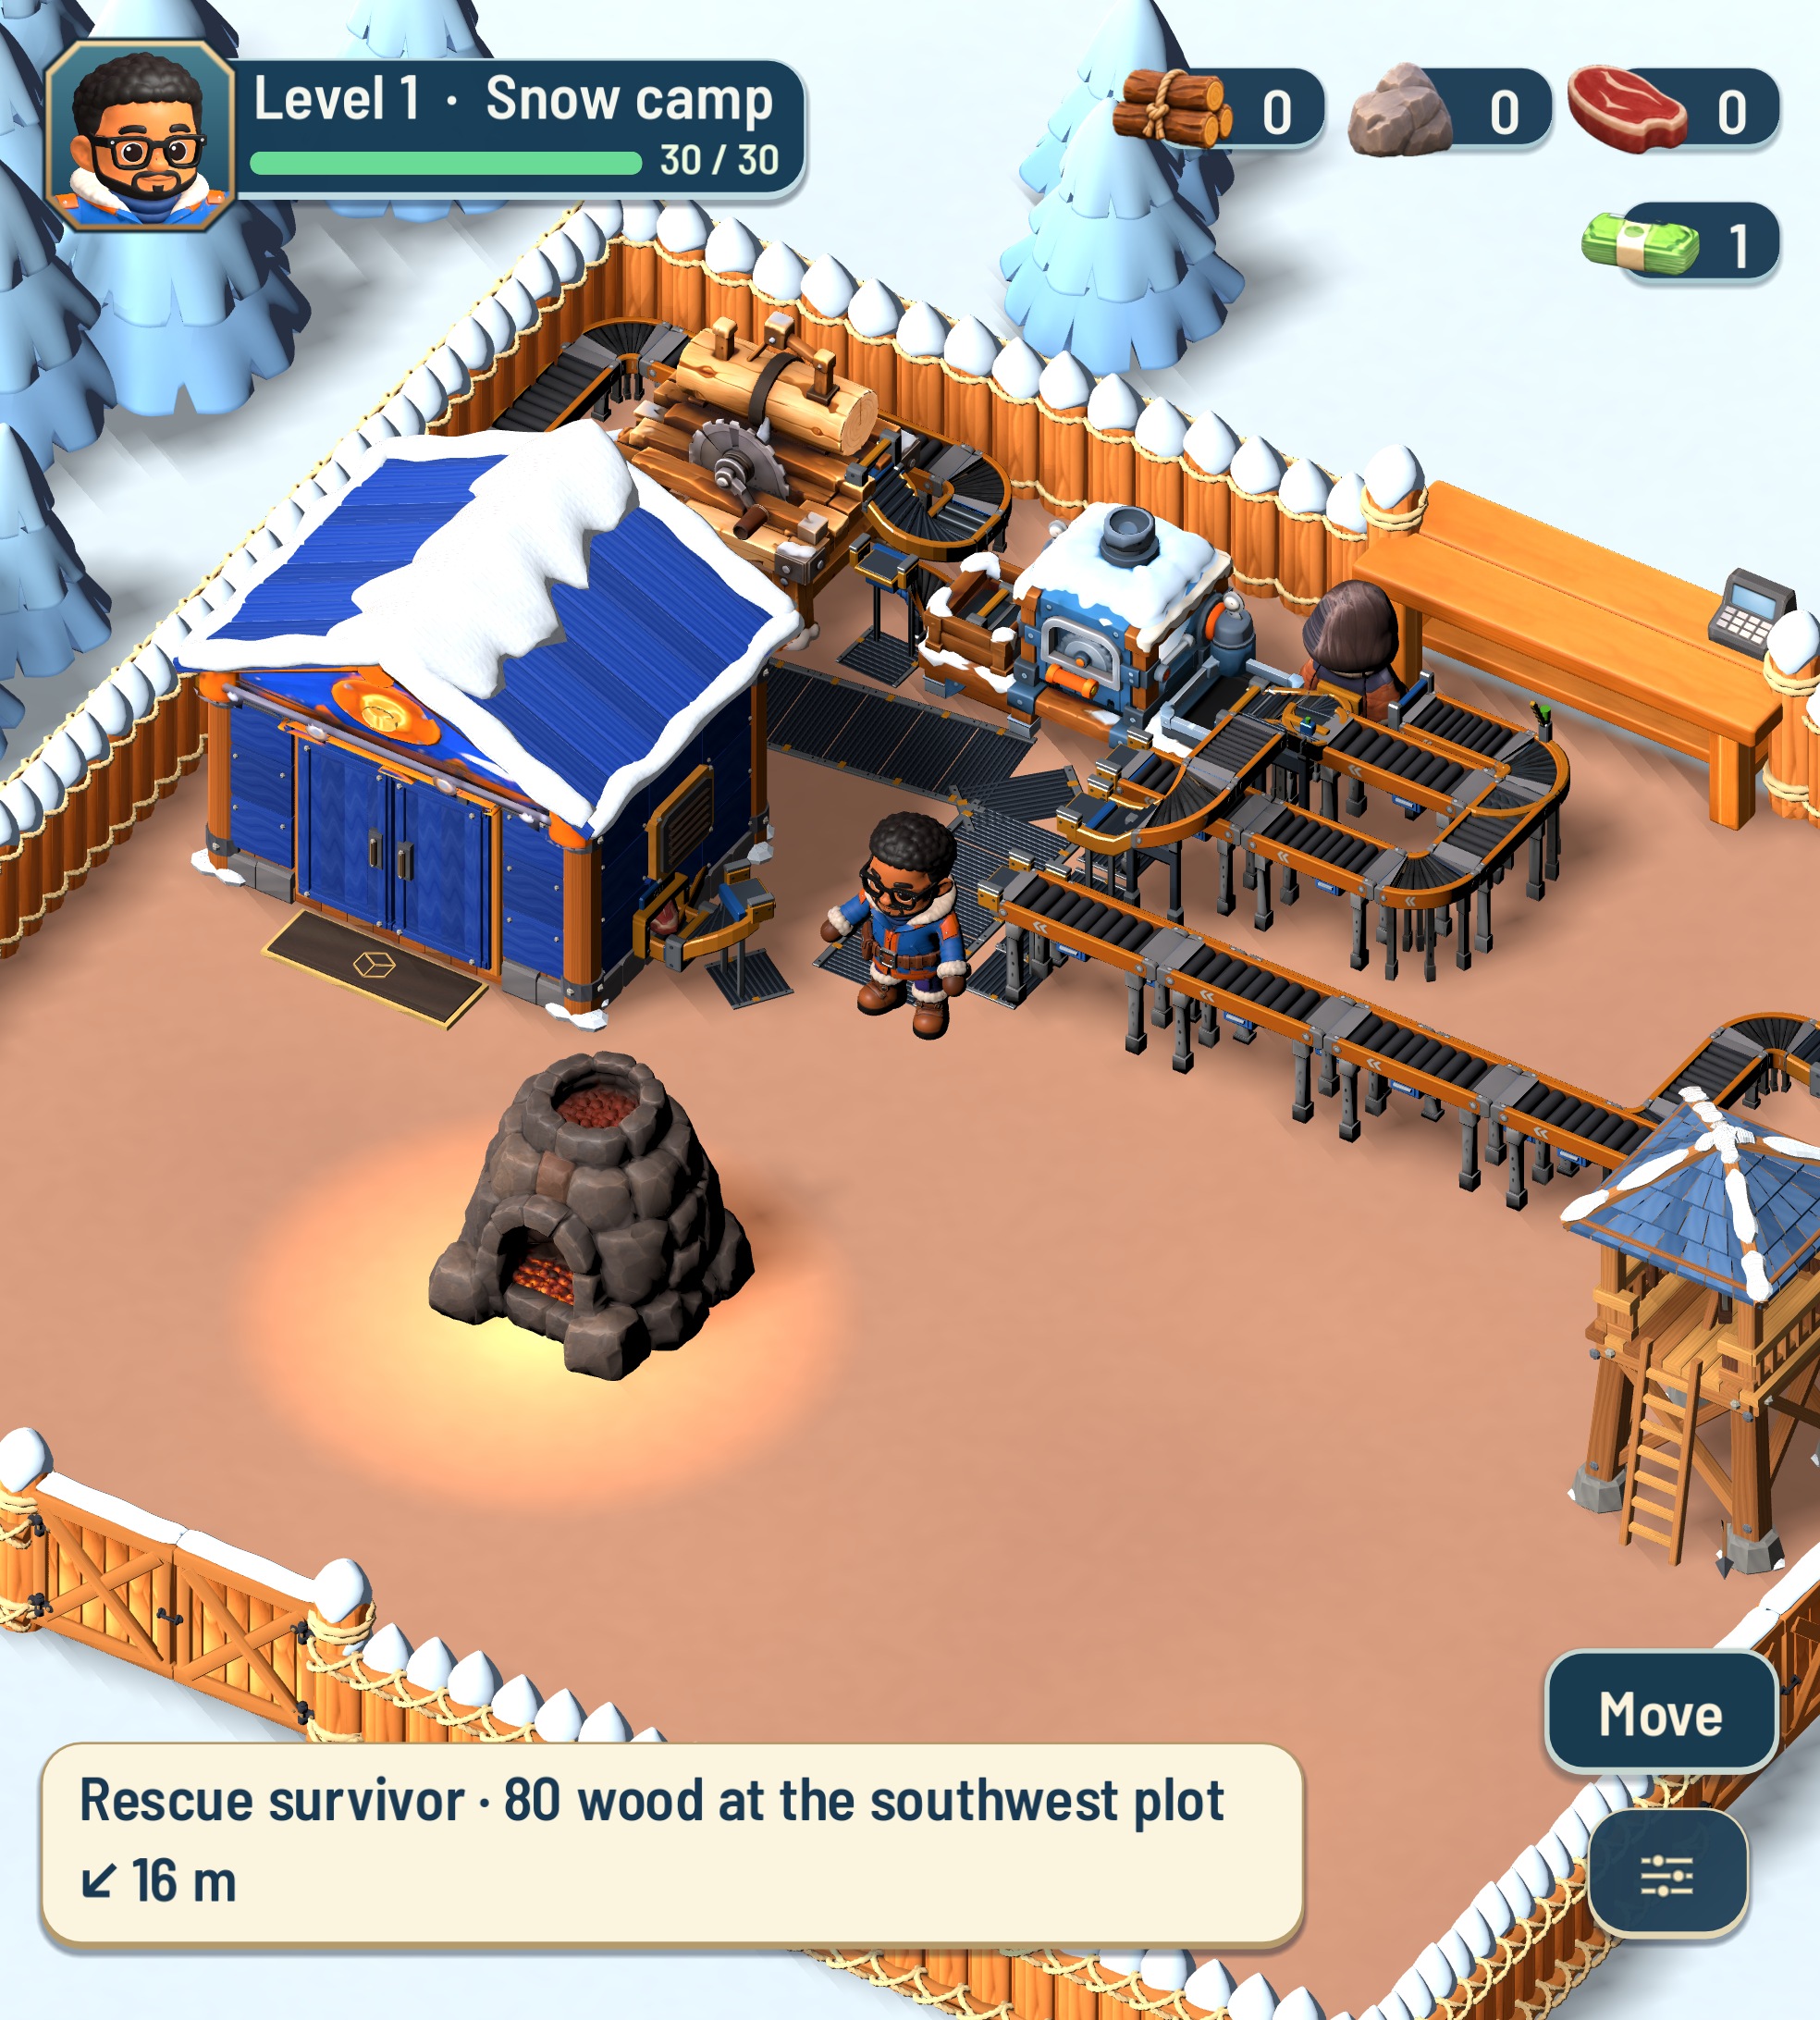 Level 1 · Snow camp
30 / 30
0
0
0
1
Move
Rescue survivor · 80 wood at the southwest plot
↙ 16 m